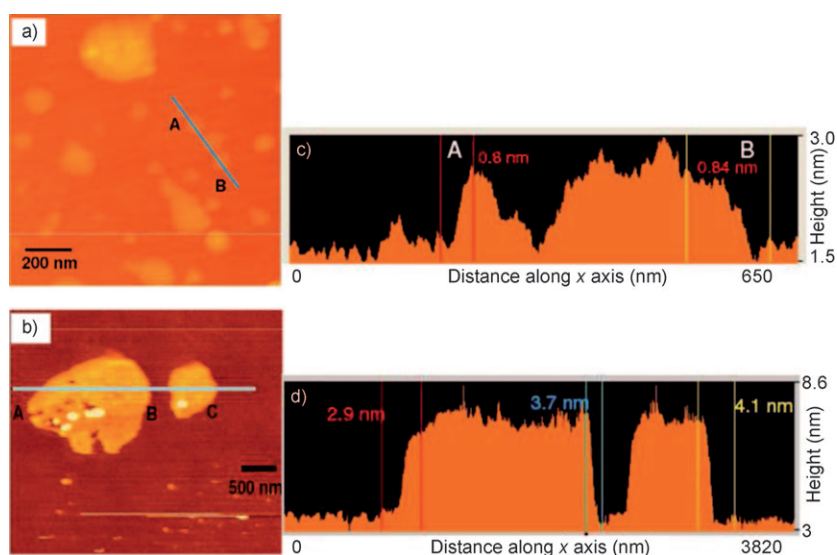 a)
A
B
200 nm
c)
A
0.8 nm
B
0.84 nm
3.0
1.5
Height (nm)
0
Distance along x axis (nm)
650
b)
A
B
C
500 nm
d)
2.9 nm
3.7 nm
4.1 nm
8.6
3
Height (nm)
0
Distance along x axis (nm)
3820